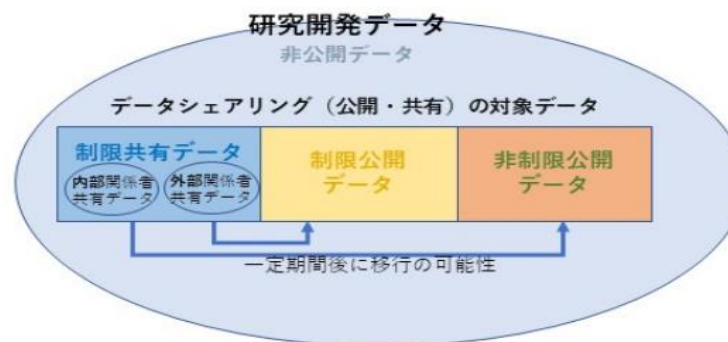 研究開発データ
非公開データ
データシェアリング（公開・共有）の対象データ
制限共有データ
内部関係者
共有データ
外部関係者
共有データ
制限公開
データ
非制限公開
データ
一定期間後に移行の可能性